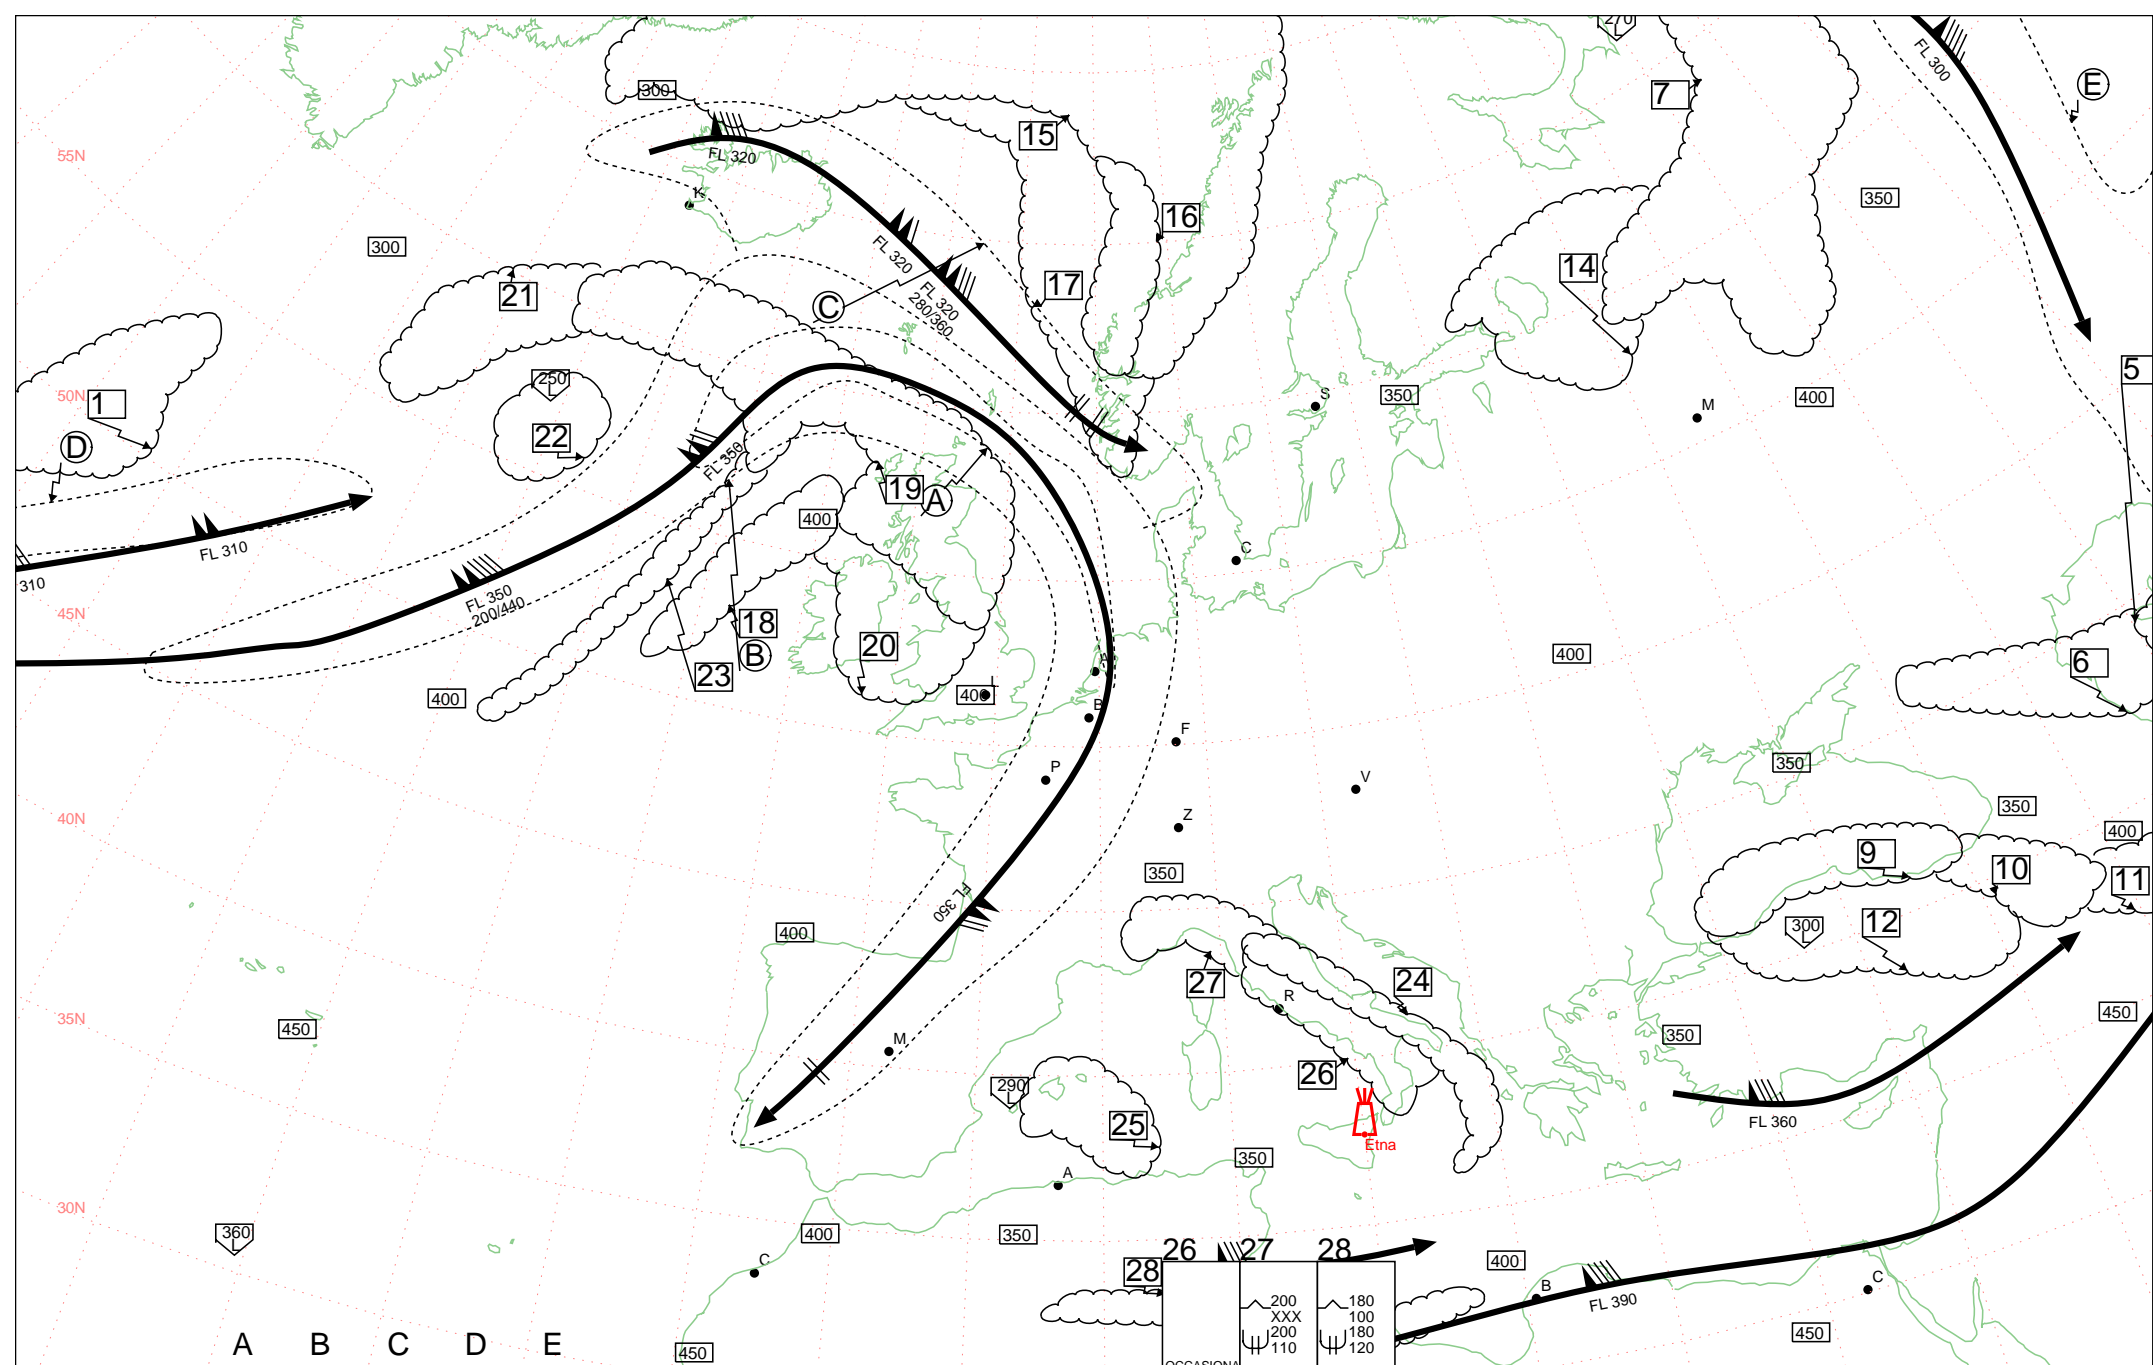 270
L
E
FL 300
7
300
15
55N
FL 320
K
350
16
300
FL 320
14
17
21
FL 320
280/360
C
5
250
L
1
50N
S
350
400
M
22
D
FL 350
19
A
400
FL 310
C
310
FL 350
200/440
45N
18
20
B
400
A
6
23
400
400
L
B
F
350
P
V
350
40N
Z
400
9
350
10
11
FL 350
400
300
L
12
27
24
R
450
35N
450
350
M
26
290
L
25
FL 360
Etna
350
A
30N
360
L
400
350
26
27
28
400
C
28
B
C
200
XXX
200
110
180
100
180
120
FL 390
450
A B C D E
450
OCCASIONA